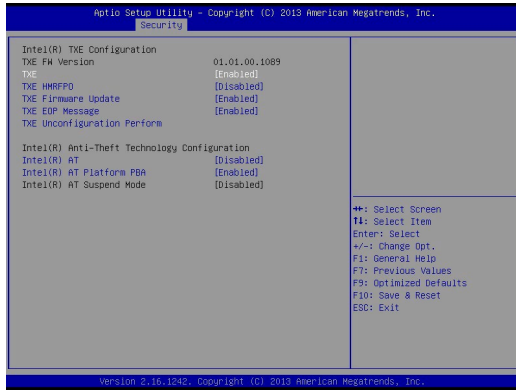 Aptio Setup Utility – Copyright (C) 2013 American Megatrends, Inc.
Security
Intel(R) TXE Configuration
TXE FW Version 01.01.00.1089
TXE [Enabled]
TXE HMRFPO [Disabled]
TXE Firmware Update [Enabled]
TXE EOP Message [Enabled]
TXE Unconfiguration Perform
Intel(R) Anti-Theft Technology Configuration
Intel(R) AT [Disabled]
Intel(R) AT Platform PBA [Enabled]
Intel(R) AT Suspend Mode [Disabled]
→←: Select Screen
↑↓: Select Item
Enter: Select
+/-: Change Opt.
F1: General Help
F7: Previous Values
F9: Optimized Defaults
F10: Save & Reset
ESC: Exit
Version 2.16.1242. Copyright (C) 2013 American Megatrends, Inc.